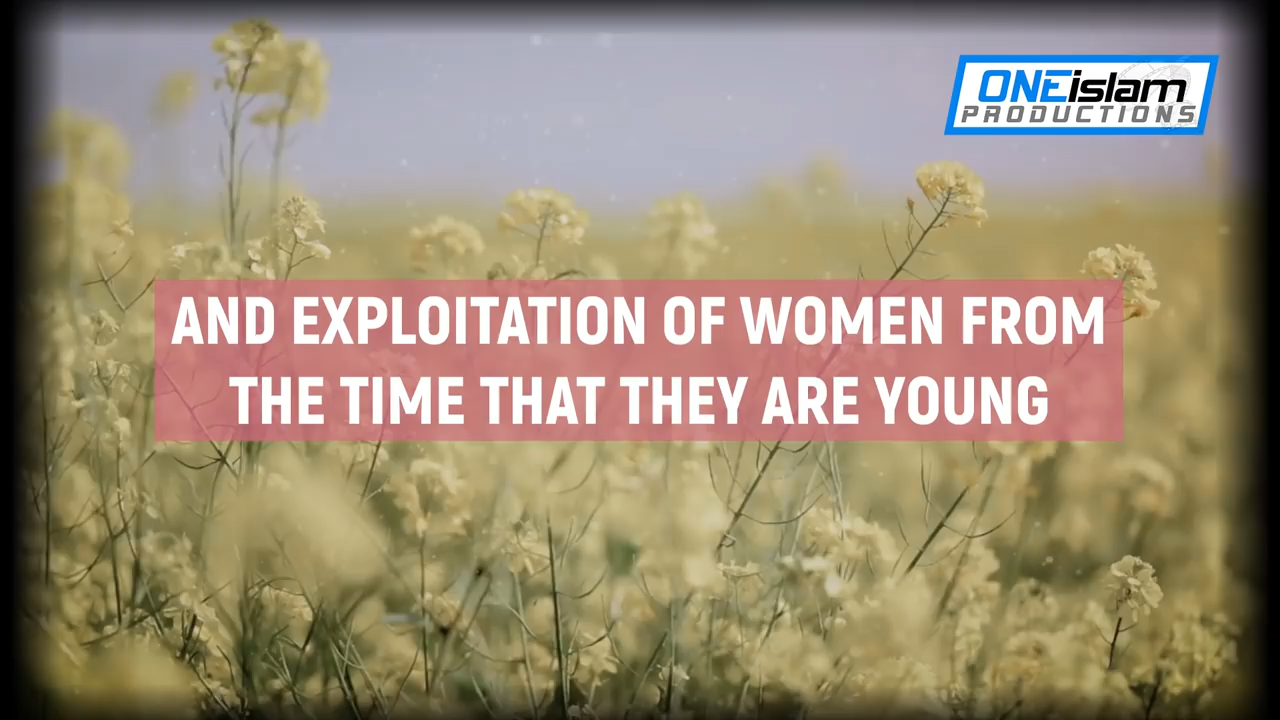 ONEislam
PRODUCTIONS
AND EXPLOITATION OF WOMEN FROM
THE TIME THAT THEY ARE YOUNG